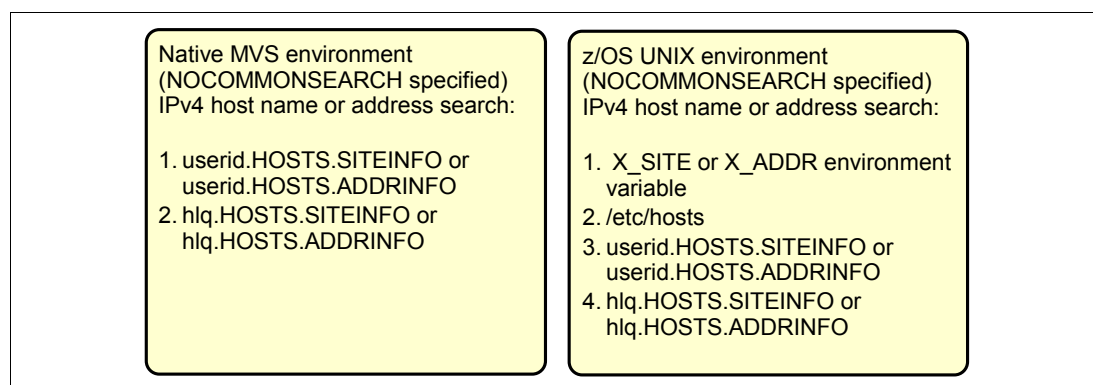 Native MVS environment
(NOCOMMONSEARCH specified)
IPv4 host name or address search:
1. userid.HOSTS.SITEINFO or
userid.HOSTS.ADDRINFO
2. hlq.HOSTS.SITEINFO or
hlq.HOSTS.ADDRINFO
z/OS UNIX environment
(NOCOMMONSEARCH specified)
IPv4 host name or address search:
1. X_SITE or X_ADDR environment
variable
2. /etc/hosts
3. userid.HOSTS.SITEINFO or
userid.HOSTS.ADDRINFO
4. hlq.HOSTS.SITEINFO or
hlq.HOSTS.ADDRINFO